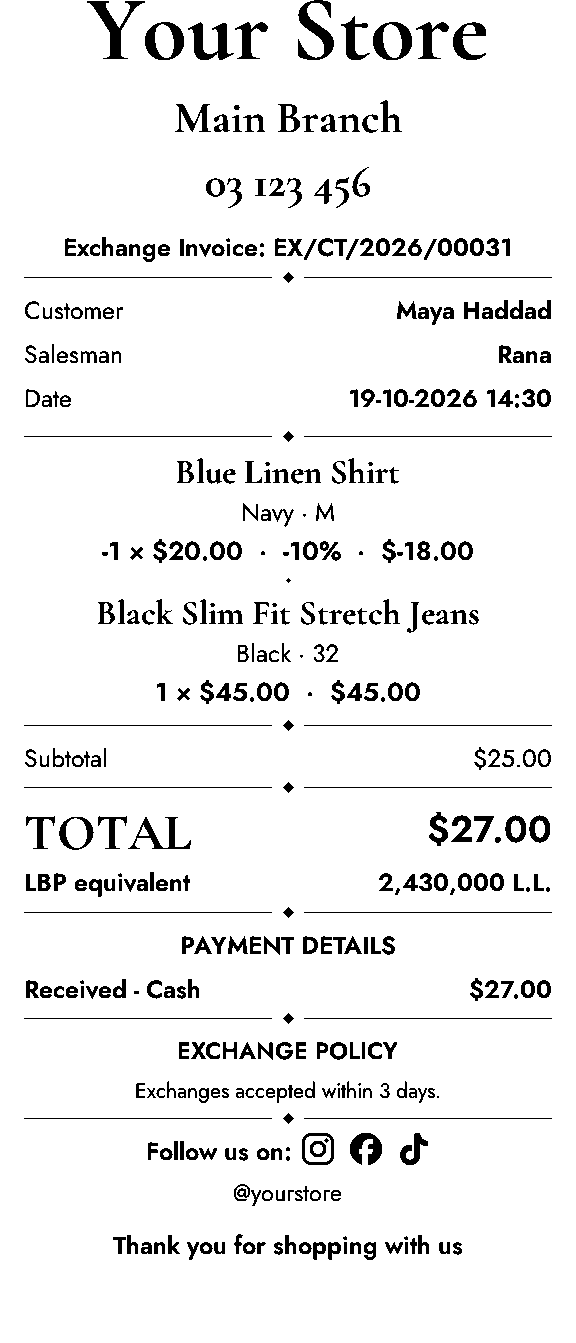 Your Store
Main Branch
03 123 456
Exchange Invoice: EX/CT/2026/00031
Customer Maya Haddad
Salesman Rana
Date 19-10-2026 14:30
Blue Linen Shirt
Navy · M
-1 × $20.00 · -10% · $-18.00
Black Slim Fit Stretch Jeans
Black · 32
1 × $45.00 · $45.00
Subtotal $25.00
TOTAL $27.00
LBP equivalent 2,430,000 L.L.
PAYMENT DETAILS
Received - Cash $27.00
EXCHANGE POLICY
Exchanges accepted within 3 days.
Follow us on:
@yourstore
Thank you for shopping with us